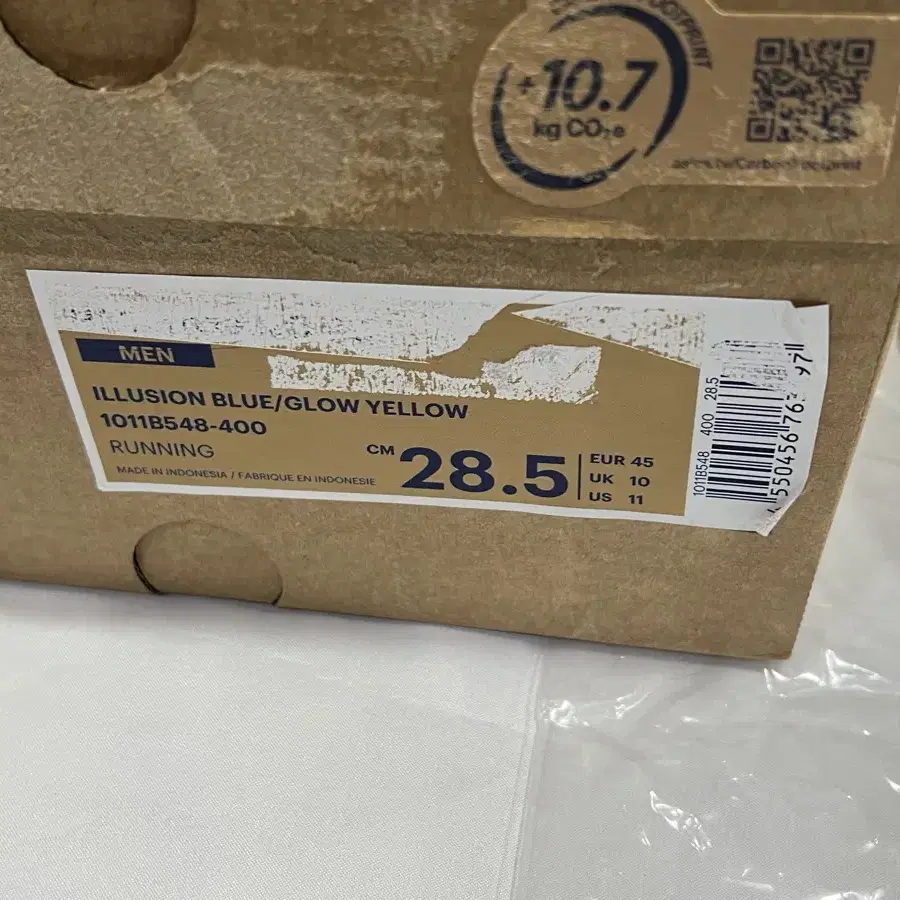 FOOTPRINT
+10.7
kg CO₂e
MEN
ILLUSION BLUE/GLOW YELLOW
1011B548-400
RUNNING
MADE IN INDONESIA / FABRIQUE EN INDONESIE
CM 28.5
EUR 45
UK 10
US 11
1011B548 400 28.5